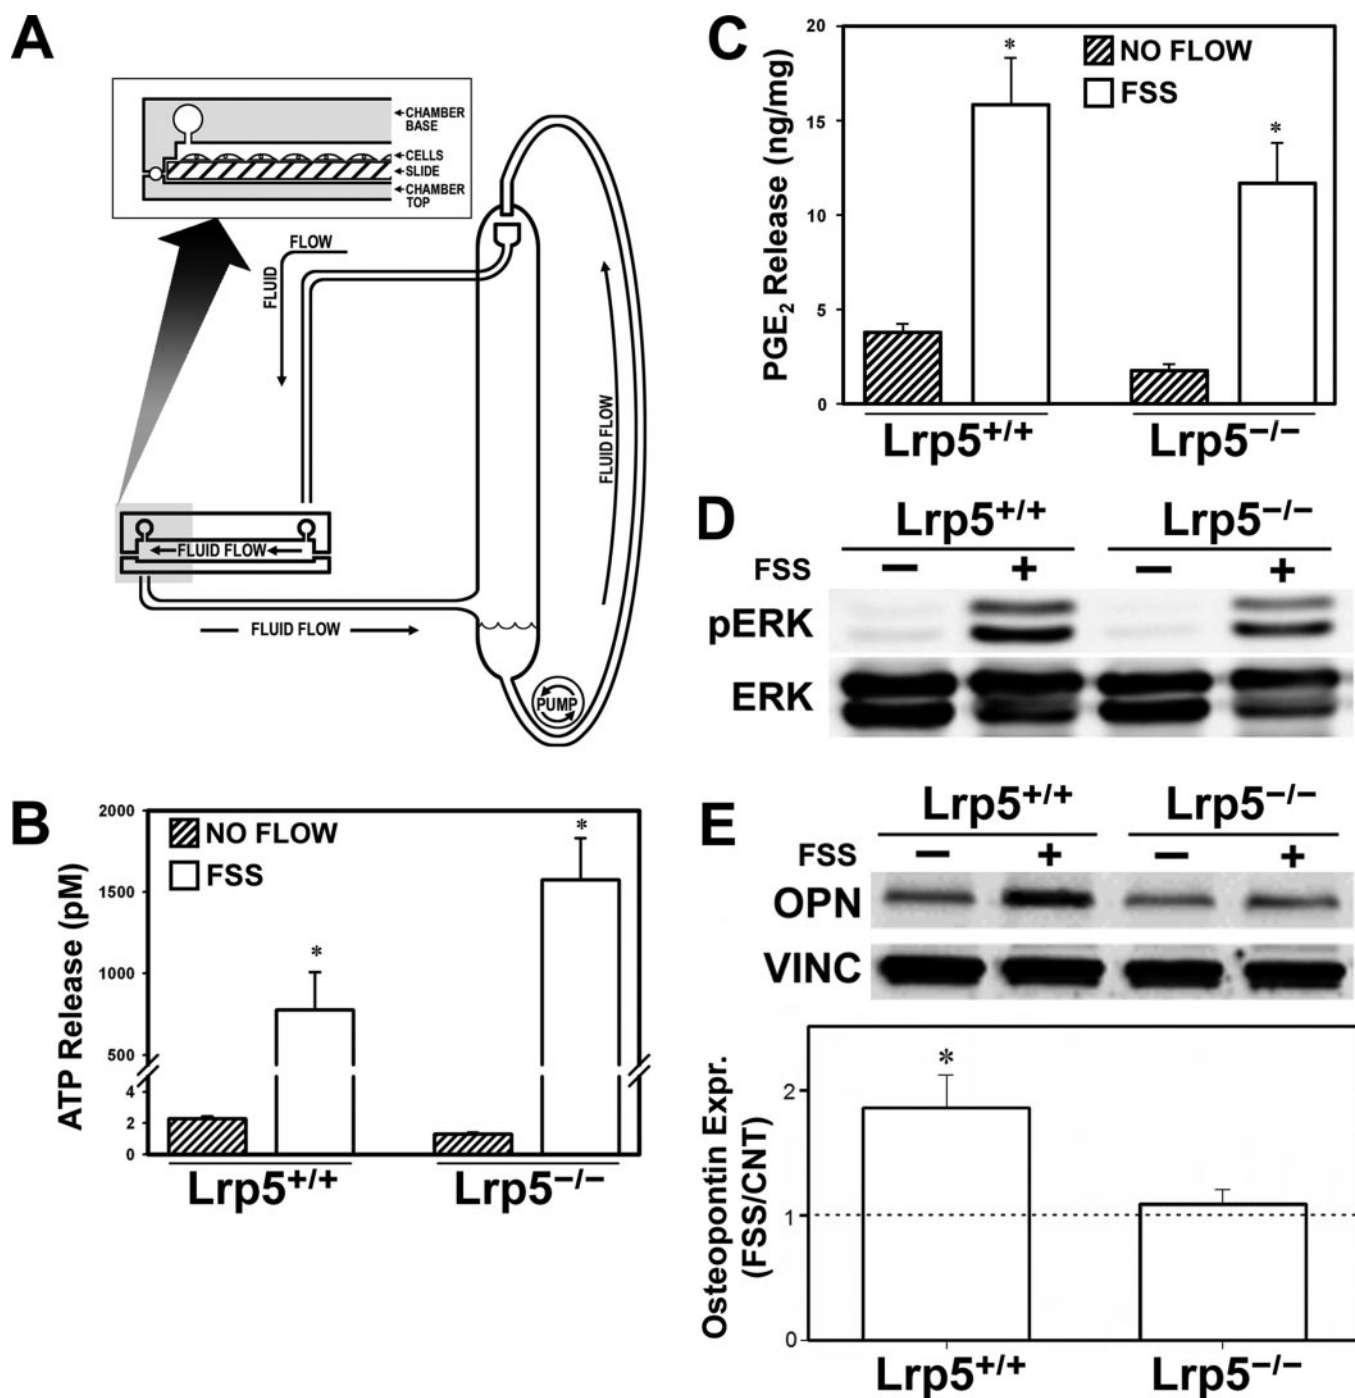 A
CHAMBER
BASE
CELLS
SLIDE
CHAMBER
TOP
FLOW
FLUID
FLUID FLOW
FLUID FLOW
FLUID FLOW
PUMP
B
ATP Release (pM)
2000
1500
1000
500
4
2
0
NO FLOW
FSS
*
*
Lrp5+/+
Lrp5−/−
C
PGE2 Release (ng/mg)
20
15
10
5
0
NO FLOW
FSS
*
*
Lrp5+/+
Lrp5−/−
D
Lrp5+/+
Lrp5−/−
FSS − + − +
pERK
ERK
E
Lrp5+/+
Lrp5−/−
FSS − + − +
OPN
VINC
Osteopontin Expr.
(FSS/CNT)
2
1
0
*
Lrp5+/+
Lrp5−/−